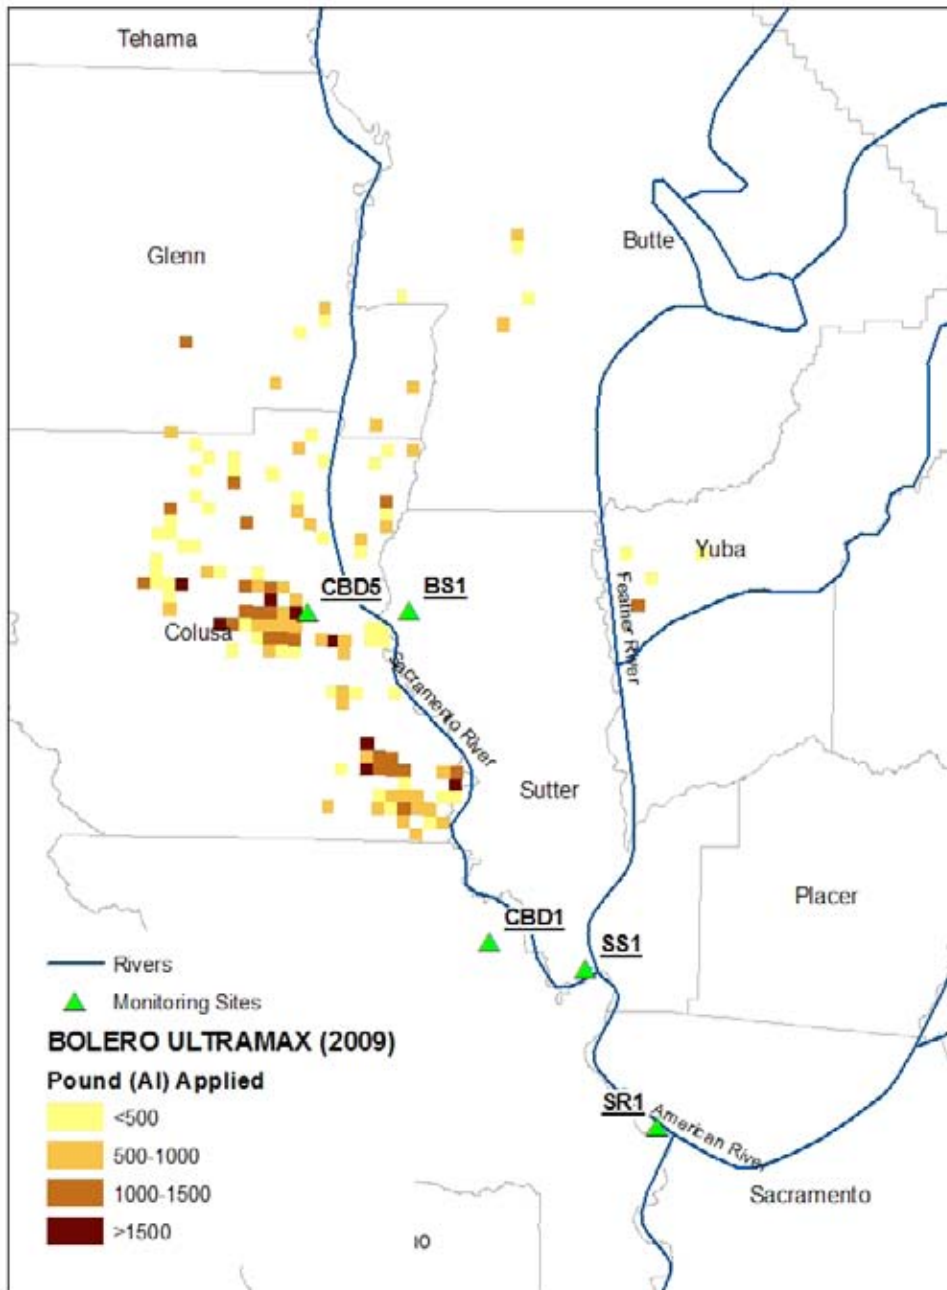 Tehama
Glenn
Butte
CBD5
BS1
Yuba
Colusa
Feather River
Sacramento River
Sutter
Placer
CBD1
SS1
Rivers
Monitoring Sites
BOLERO ULTRAMAX (2009)
Pound (AI) Applied
SR1
American River
<500
500-1000
1000-1500
Sacramento
>1500